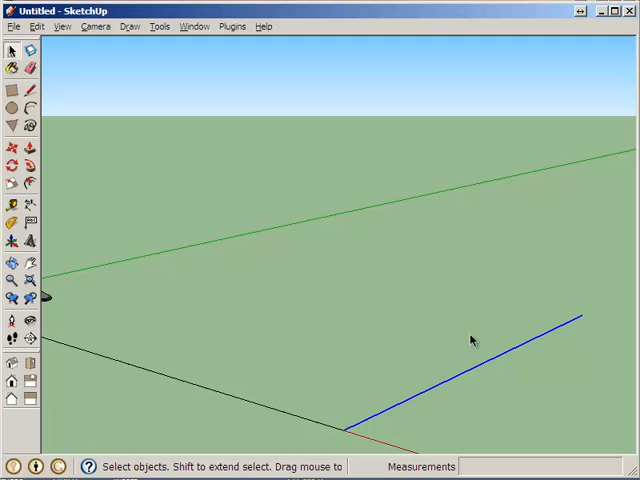 Untitled - SketchUp
File Edit View Camera Draw Tools Window Plugins Help
Select objects. Shift to extend select. Drag mouse to
Measurements